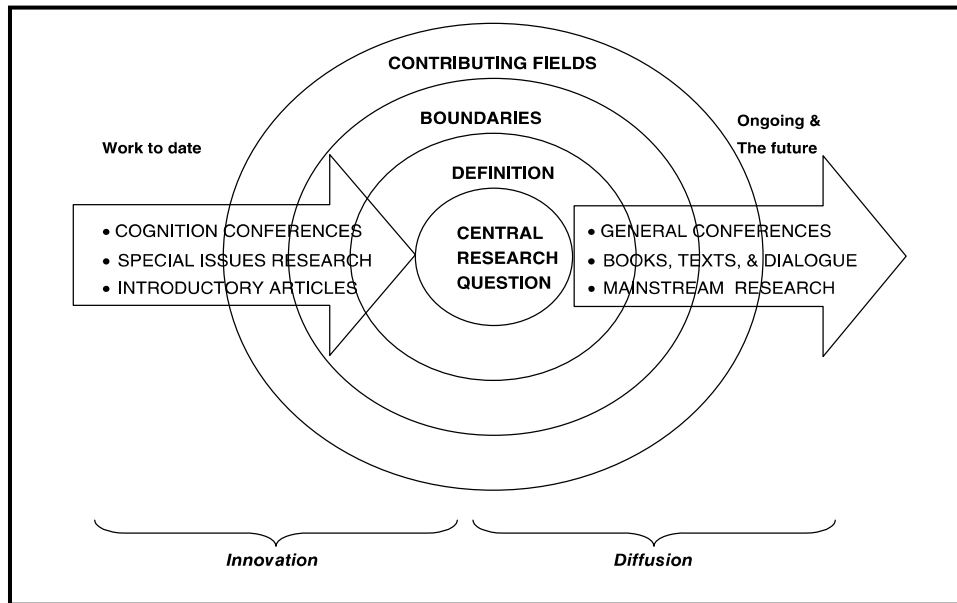 CONTRIBUTING FIELDS
BOUNDARIES
DEFINITION
CENTRAL
RESEARCH
QUESTION
Work to date
• COGNITION CONFERENCES
• SPECIAL ISSUES RESEARCH
• INTRODUCTORY ARTICLES
Ongoing &
The future
• GENERAL CONFERENCES
• BOOKS, TEXTS, & DIALOGUE
• MAINSTREAM RESEARCH
Innovation
Diffusion